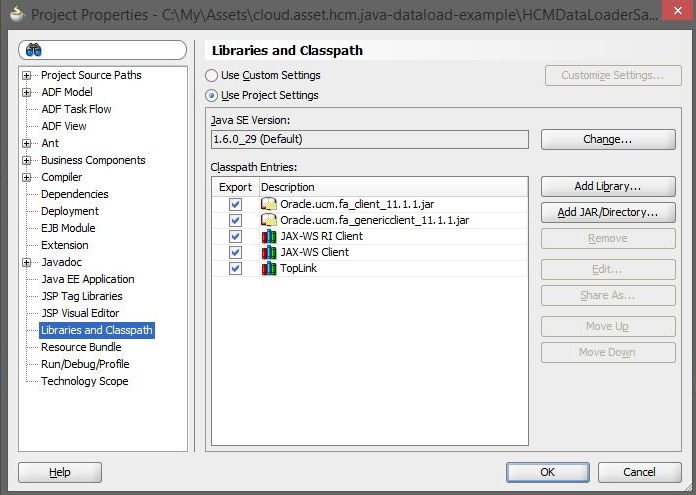 Project Properties - C:\My\Assets\cloud.asset.hcm.java-dataload-example\HCMDataLoaderSa...
Project Source Paths
ADF Model
ADF Task Flow
ADF View
Ant
Business Components
Compiler
Dependencies
Deployment
EJB Module
Extension
Javadoc
Java EE Application
JSP Tag Libraries
JSP Visual Editor
Libraries and Classpath
Resource Bundle
Run/Debug/Profile
Technology Scope
Libraries and Classpath
Use Custom Settings
Customize Settings...
Use Project Settings
Java SE Version:
1.6.0_29 (Default)
Change...
Classpath Entries:
Export Description
Oracle.ucm.fa_client_11.1.1.jar
Oracle.ucm.fa_genericclient_11.1.1.jar
JAX-WS RI Client
JAX-WS Client
TopLink
Add Library...
Add JAR/Directory...
Remove
Edit...
Share As...
Move Up
Move Down
Help
OK
Cancel